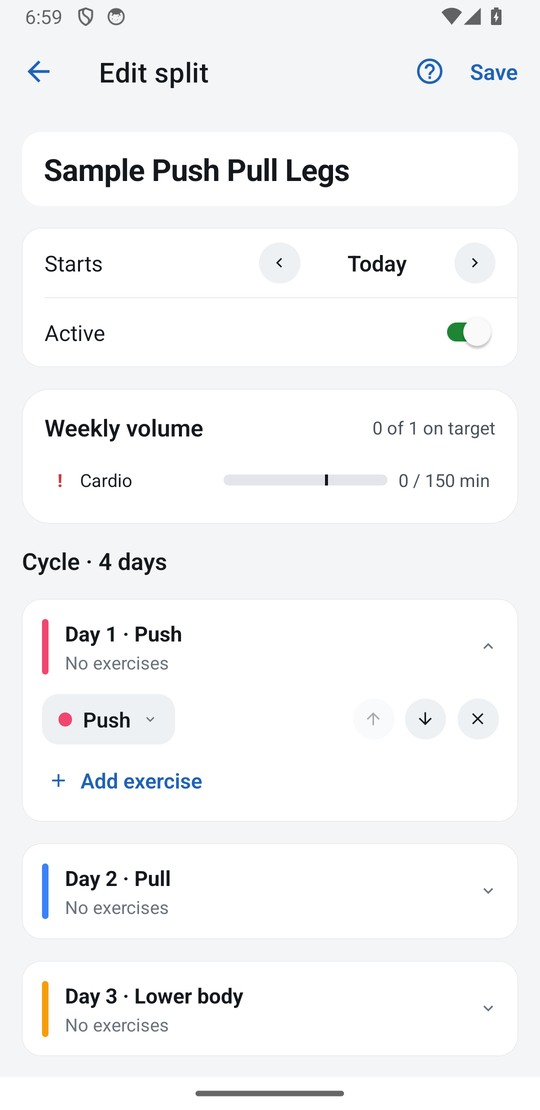 6:59
Edit split
Save
Sample Push Pull Legs
Starts
Today
Active
Weekly volume
0 of 1 on target
! Cardio
0 / 150 min
Cycle · 4 days
Day 1 · Push
No exercises
Push
+ Add exercise
Day 2 · Pull
No exercises
Day 3 · Lower body
No exercises